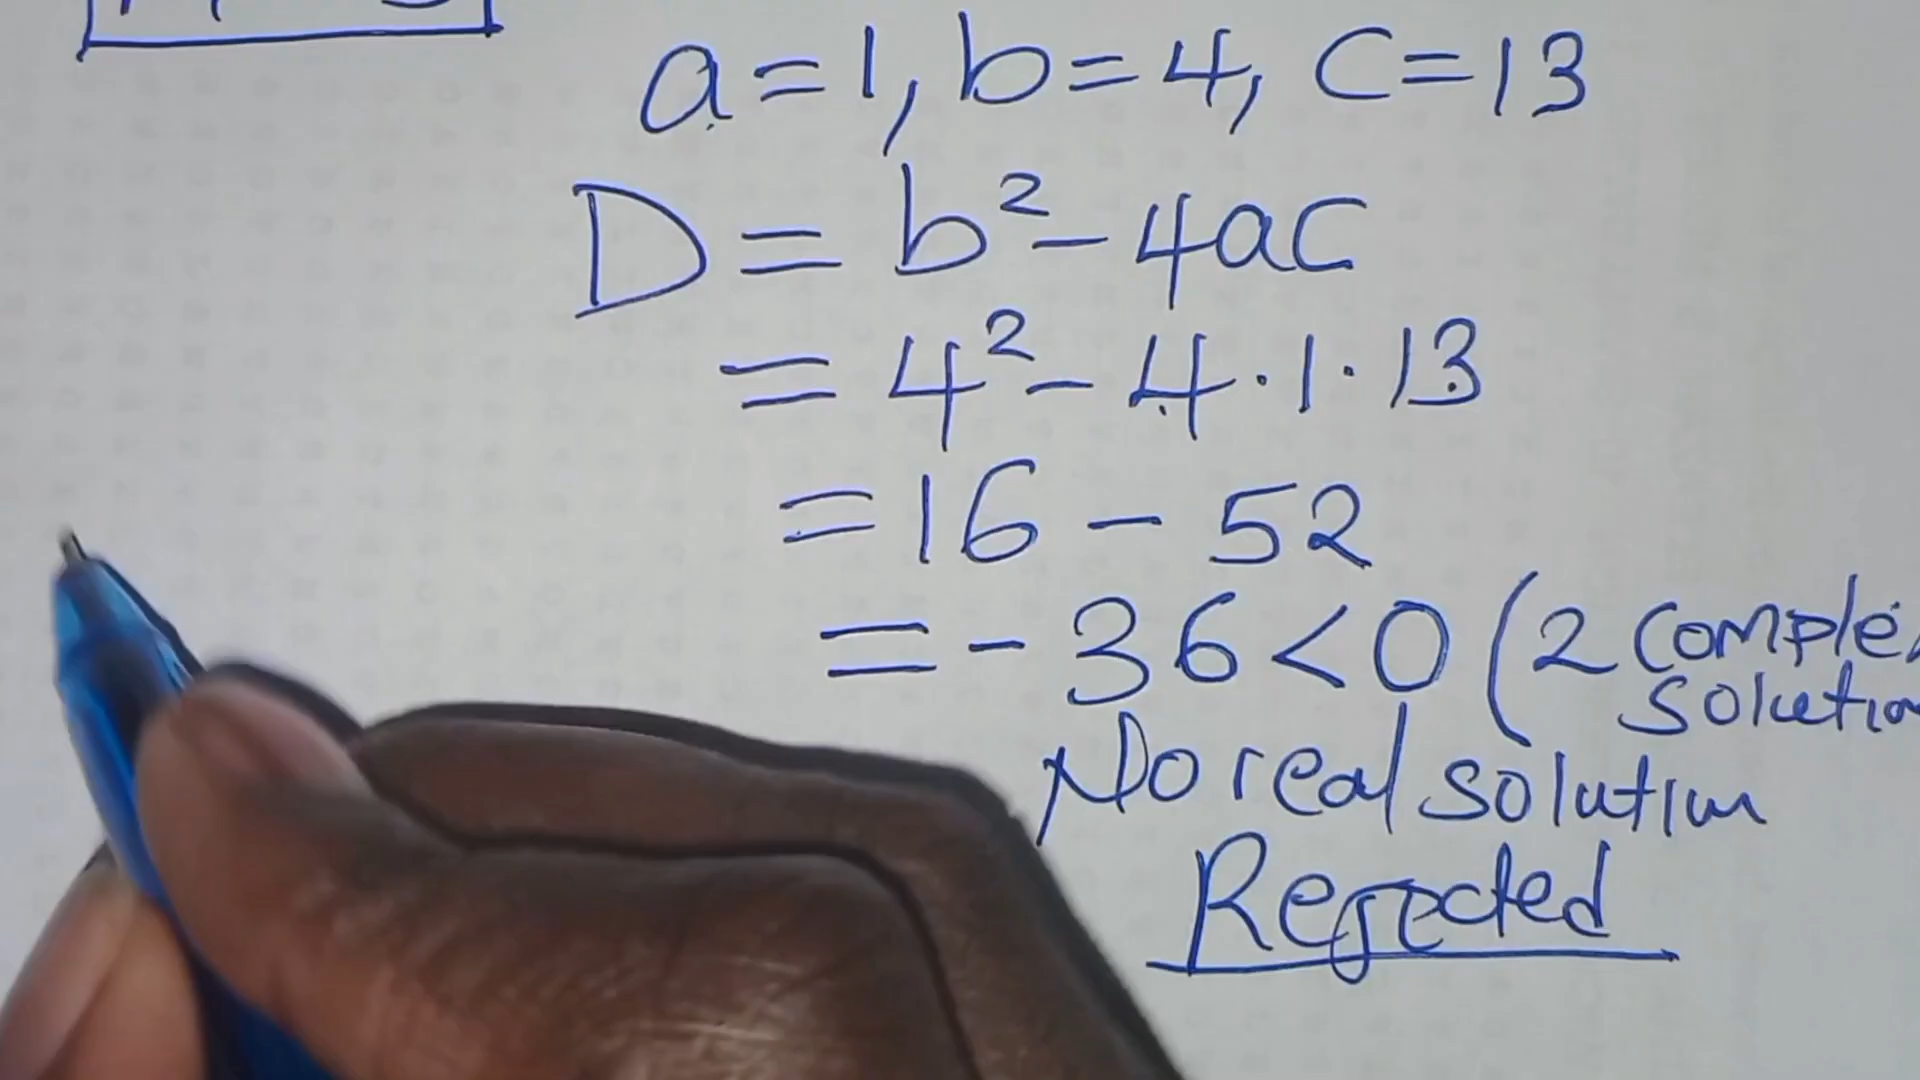 a=1, b=4, C=13
D = b² - 4ac
= 4² - 4·1·13
= 16 - 52
= -36<0 (2 comple
solution
No real solution
Rejected